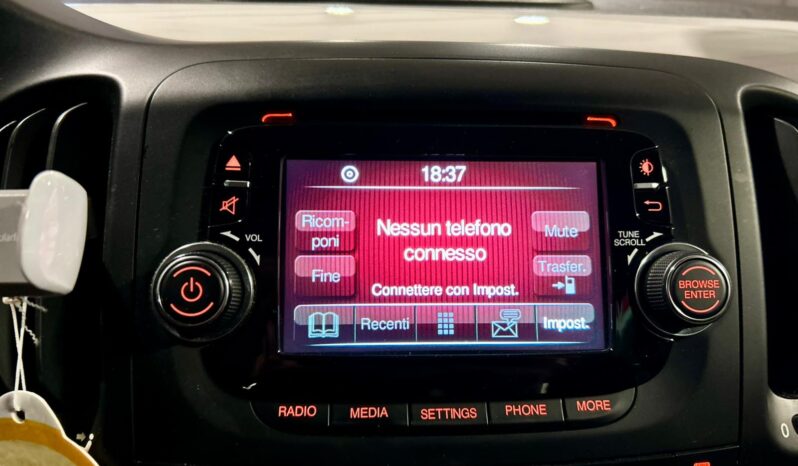 18:37
VOL
TUNE
SCROLL
Ricom-
poni
Nessun telefono
connesso
Mute
Fine
Trasfer.
Connettere con Impost.
BROWSE
ENTER
Recenti
Impost.
RADIO
MEDIA
SETTINGS
PHONE
MORE
0